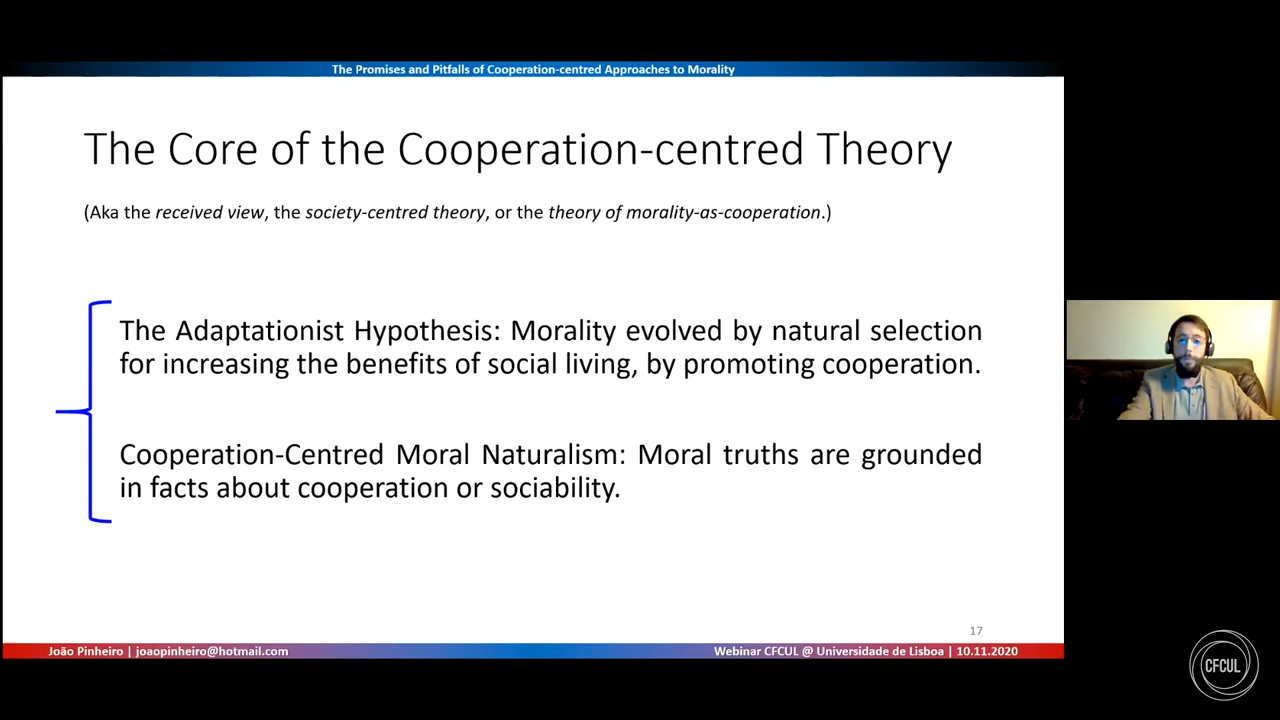 The Promises and Pitfalls of Cooperation-centred Approaches to Morality
The Core of the Cooperation-centred Theory
(Aka the received view, the society-centred theory, or the theory of morality-as-cooperation.)
The Adaptationist Hypothesis: Morality evolved by natural selection
for increasing the benefits of social living, by promoting cooperation.
Cooperation-Centred Moral Naturalism: Moral truths are grounded
in facts about cooperation or sociability.
17
João Pinheiro | joaopinheiro@hotmail.com
Webinar CFCUL @ Universidade de Lisboa | 10.11.2020
CFCUL